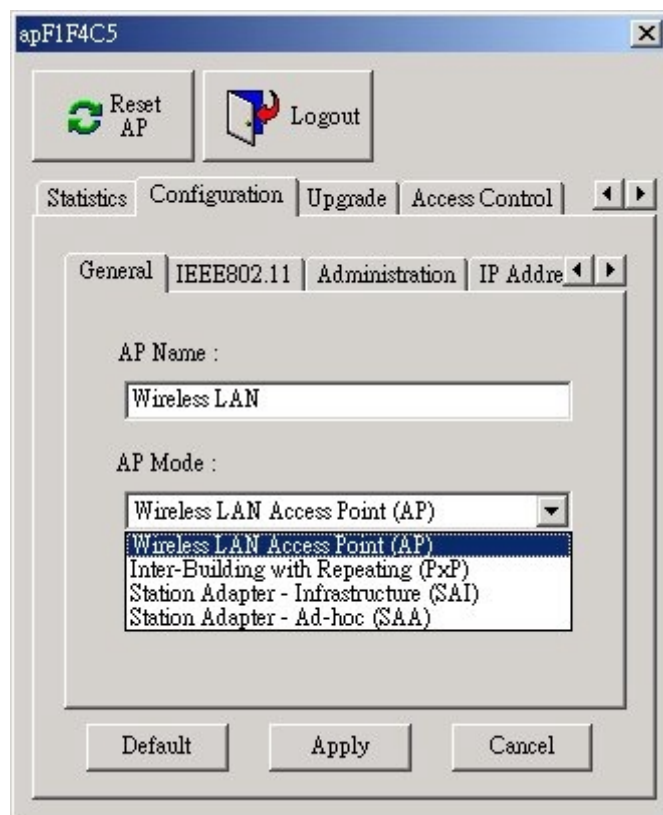 apF1F4C5
Reset
AP
Logout
Statistics Configuration Upgrade Access Control
General IEEE802.11 Administration IP Addre
AP Name :
Wireless LAN
AP Mode :
Wireless LAN Access Point (AP)
Wireless LAN Access Point (AP)
Inter-Building with Repeating (PxP)
Station Adapter - Infrastructure (SAI)
Station Adapter - Ad-hoc (SAA)
Default Apply Cancel